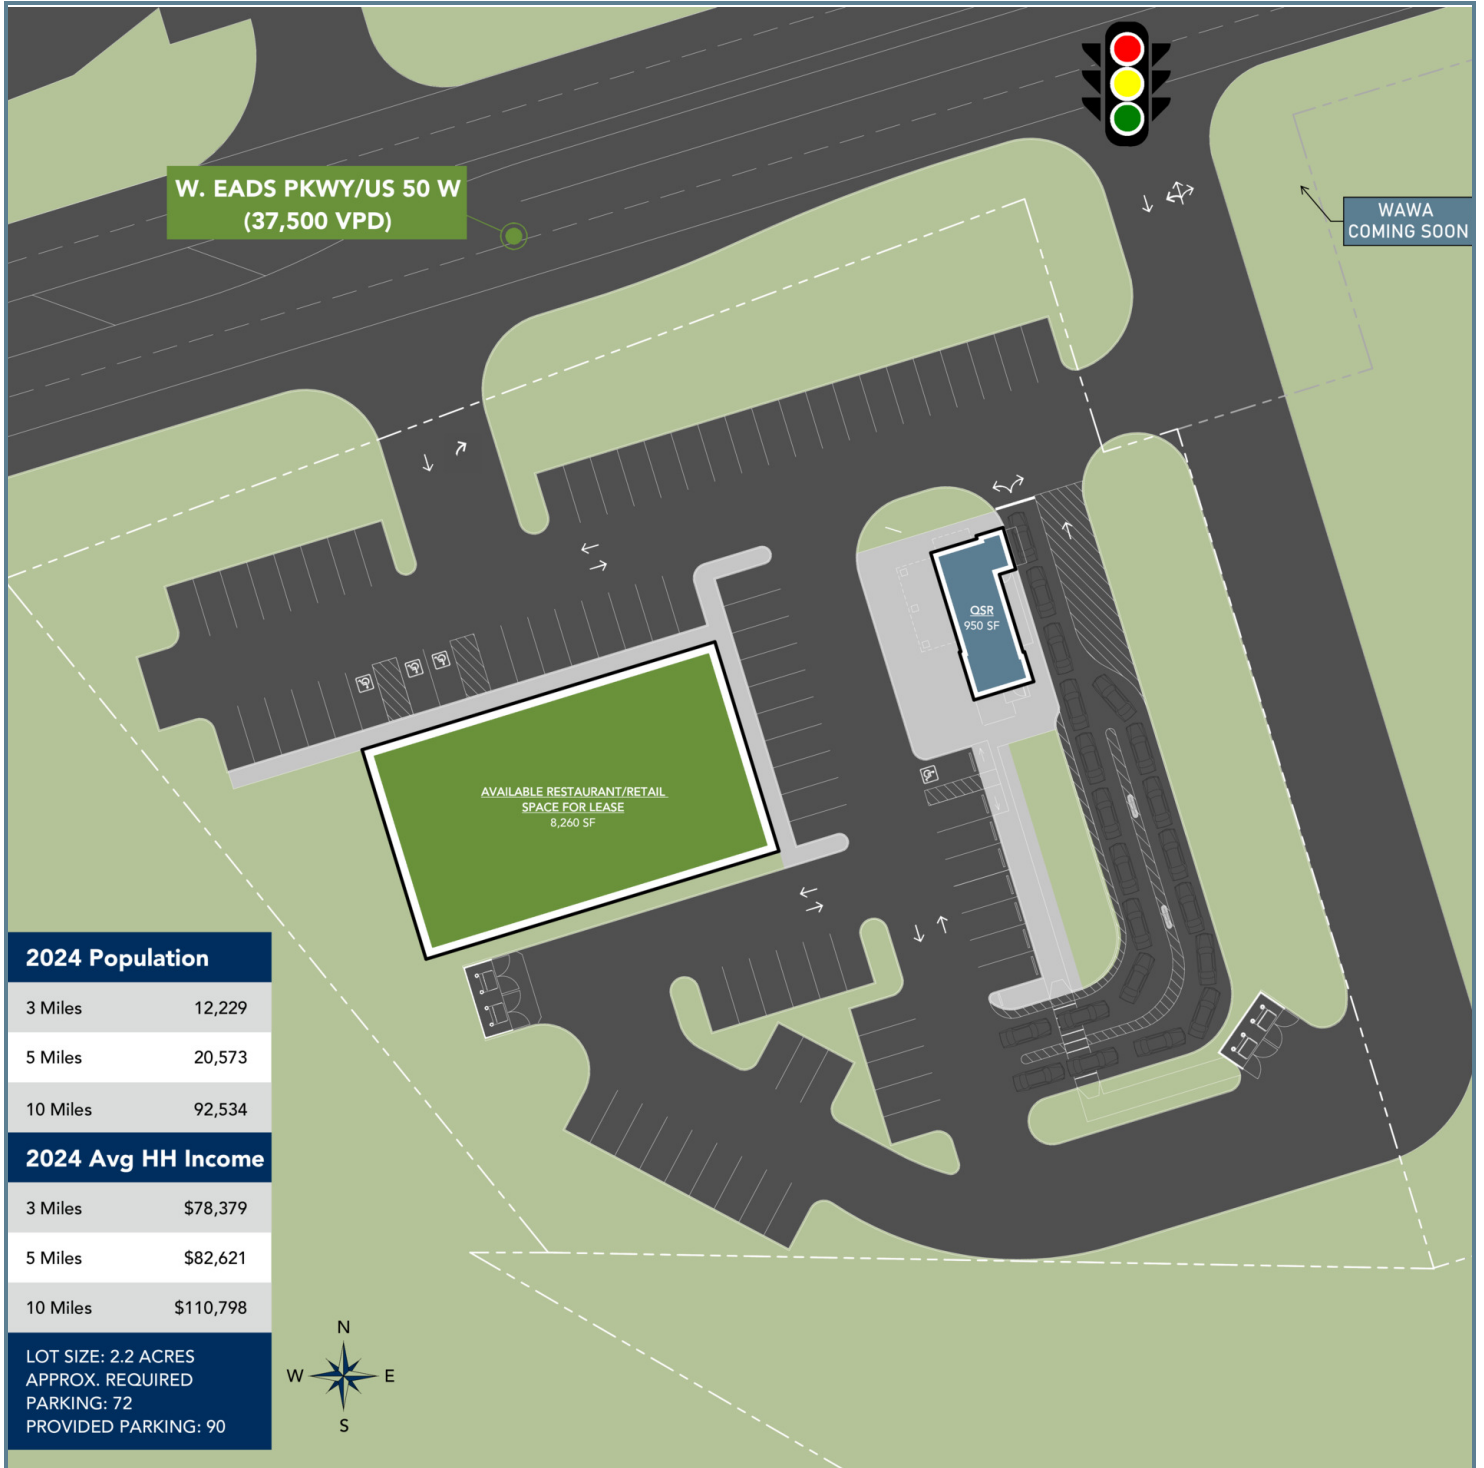 W. EADS PKWY/US 50 W
(37,500 VPD)
WAWA
COMING SOON
QSR
950 SF
AVAILABLE RESTAURANT/RETAIL
SPACE FOR LEASE
8,260 SF
2024 Population
3 Miles 12,229
5 Miles 20,573
10 Miles 92,534
2024 Avg HH Income
3 Miles $78,379
5 Miles $82,621
10 Miles $110,798
LOT SIZE: 2.2 ACRES
APPROX. REQUIRED
PARKING: 72
PROVIDED PARKING: 90
N
W E
S